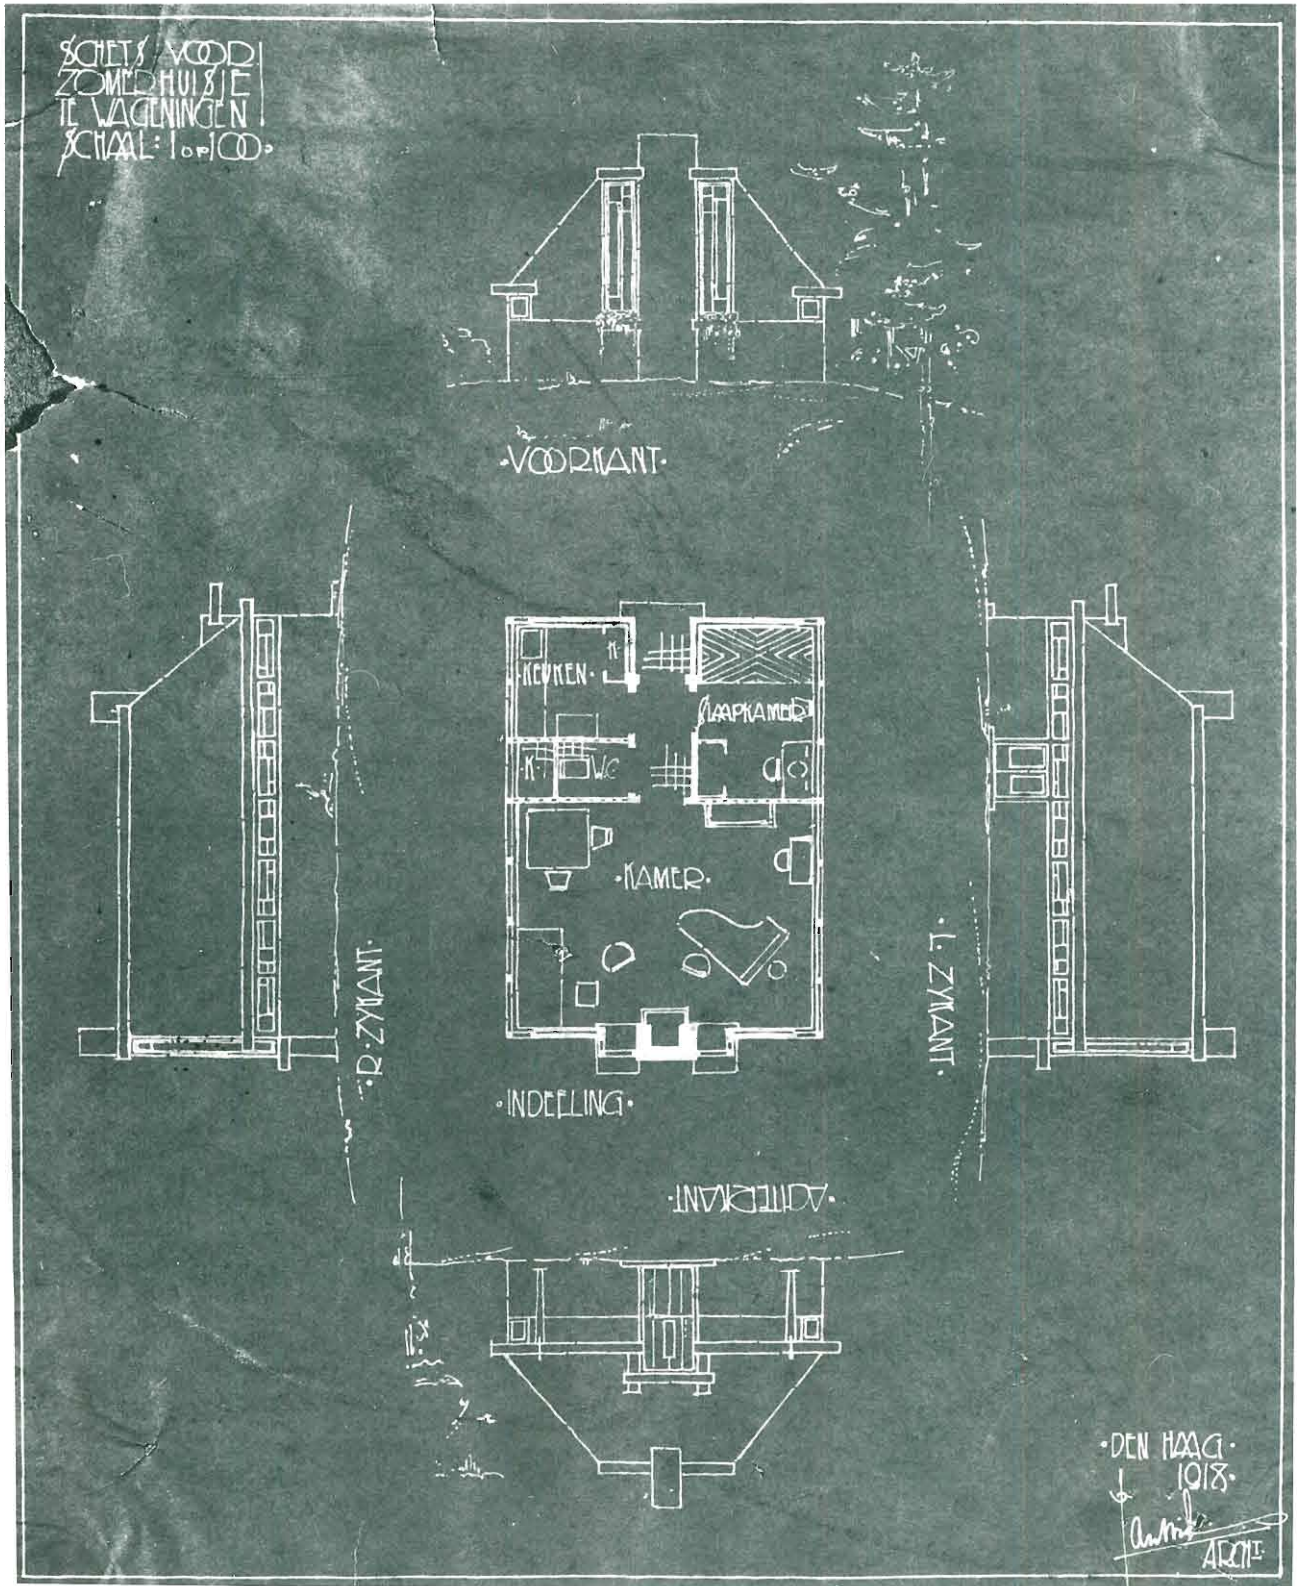 SCHETS VOOR
ZOMERHUISJE
TE WAGENINGEN
SCHAAL: 1 OP 100.
·VOORKANT·
·KEUKEN·
K
SLAAPKAMER
·K·
W.C
·KAMER·
·R·ZYKANT·
·L·ZYKANT·
·INDEELING·
·ACHTERKANT·
·DEN HAAG·
1918·
ARCHT·